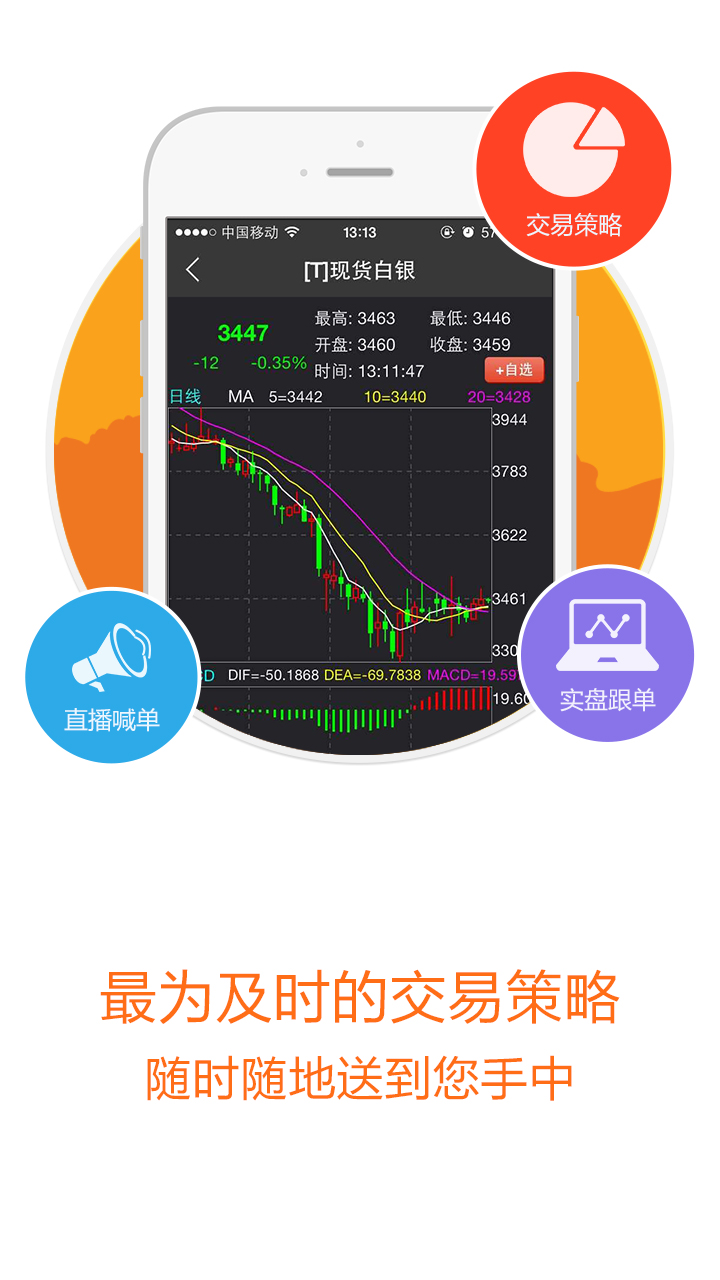 交易策略
中国移动 13:13 57
[T]现货白银
3447
-12 -0.35%
最高: 3463 最低: 3446
开盘: 3460 收盘: 3459
时间: 13:11:47
+自选
日线 MA 5=3442 10=3440 20=3428
3944
3783
3622
3461
330
D DIF=-50.1868 DEA=-69.7838 MACD=19.597
19.60
直播喊单
实盘跟单
最为及时的交易策略
随时随地送到您手中